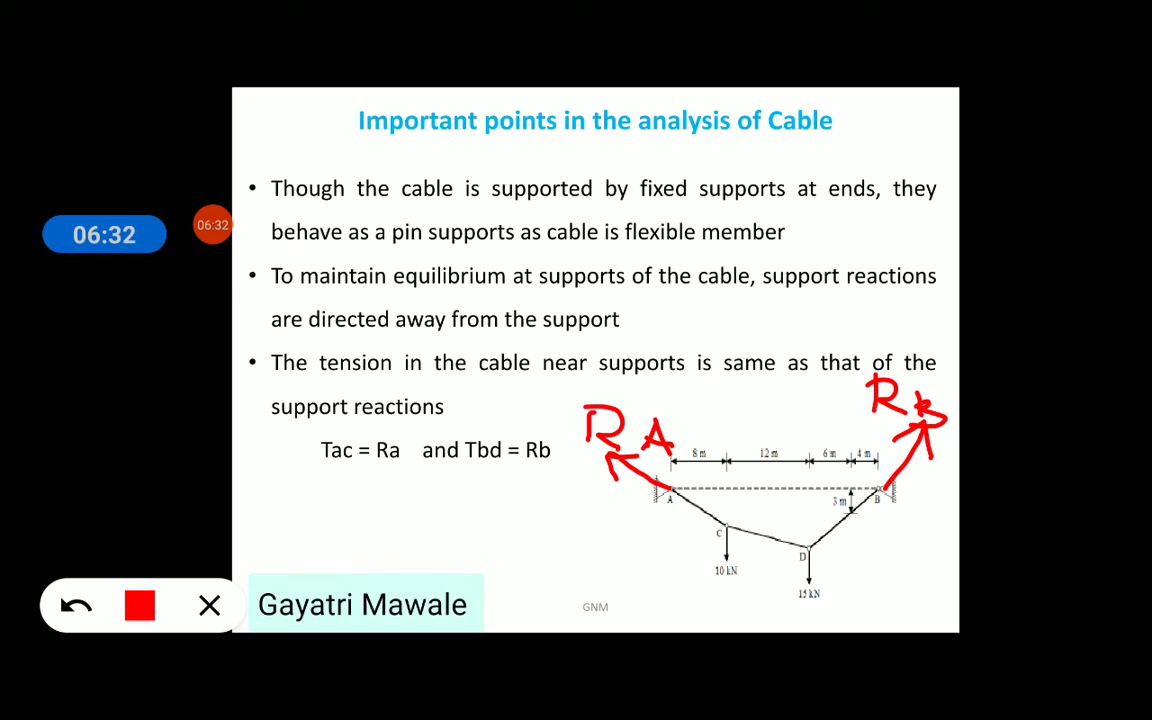 Important points in the analysis of Cable
• Though the cable is supported by fixed supports at ends, they
behave as a pin supports as cable is flexible member
06:32
06:32
• To maintain equilibrium at supports of the cable, support reactions
are directed away from the support
• The tension in the cable near supports is same as that of the
support reactions
Tac = Ra and Tbd = Rb
RA
RB
8 m 12 m 6 m 4 m
A
3 m
B
C
D
10 kN
15 kN
Gayatri Mawale
GNM